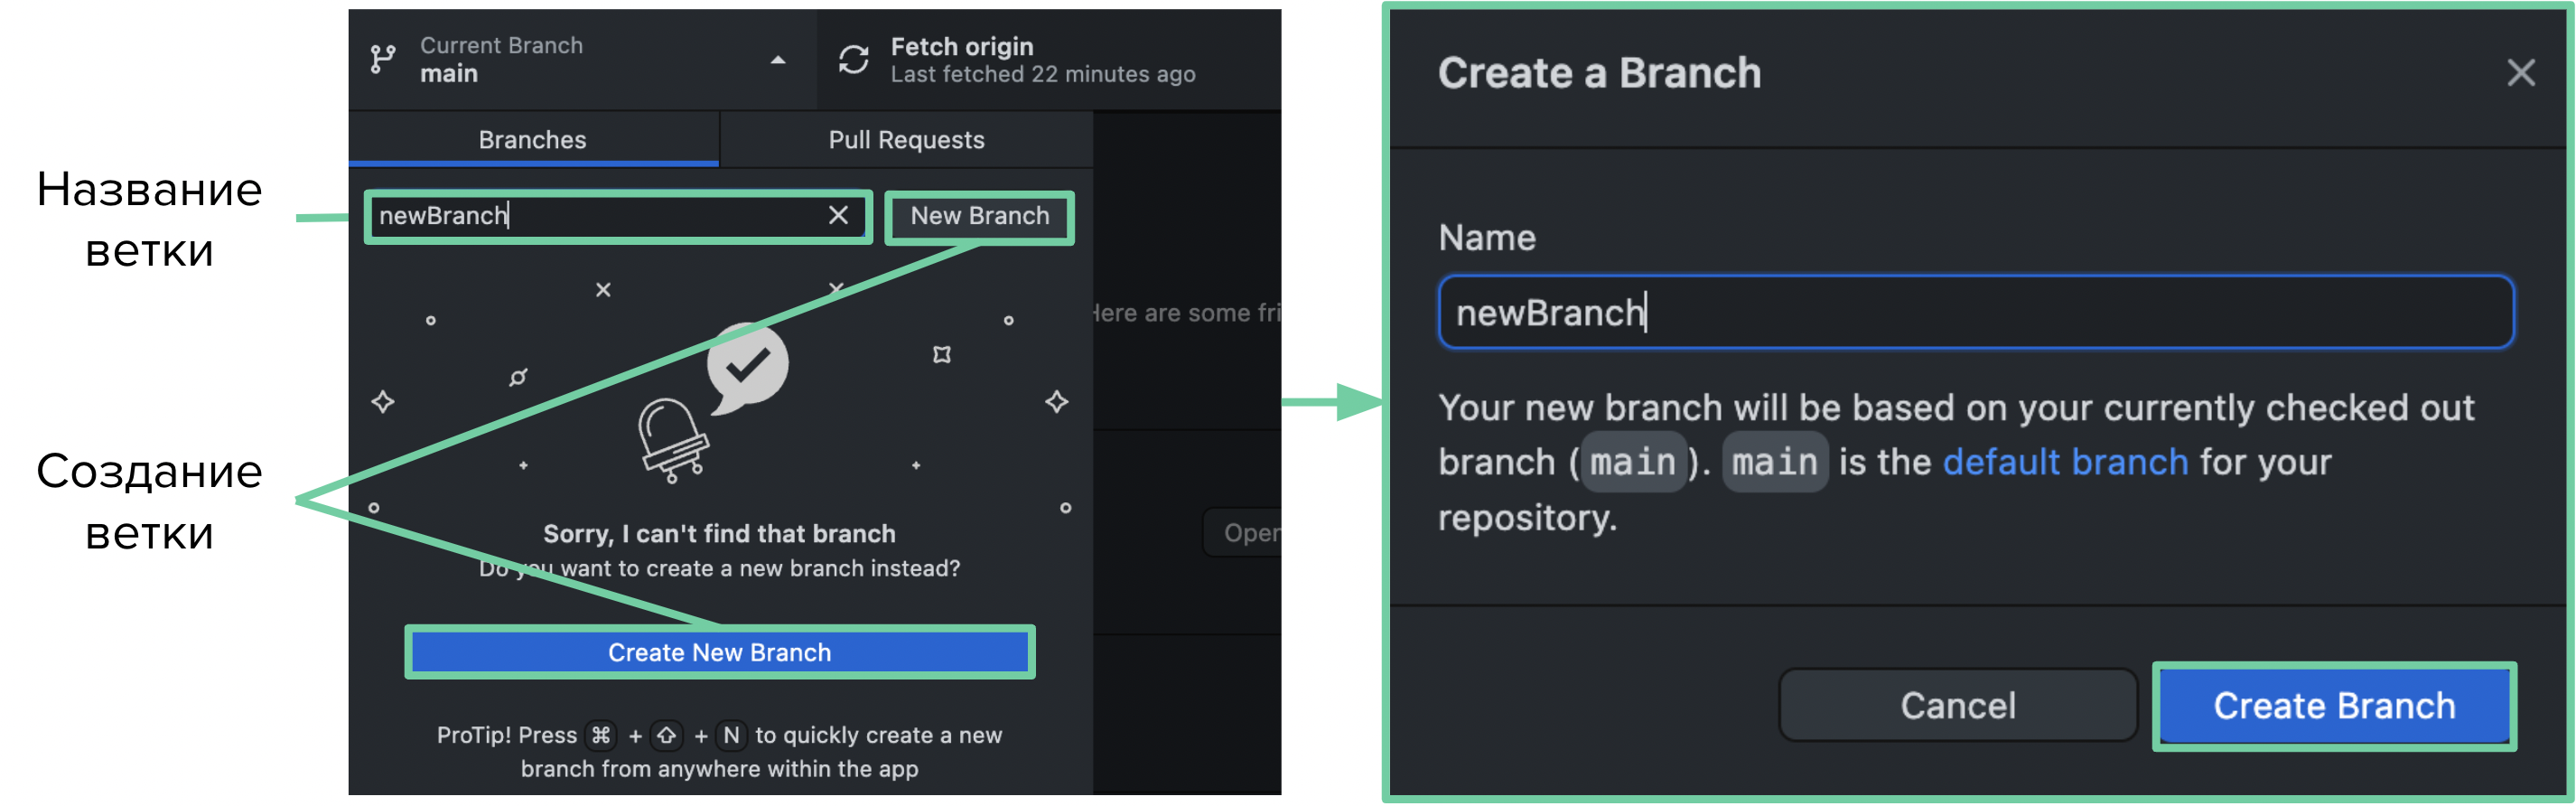 Название
ветки
Создание
ветки
Current Branch
main
Fetch origin
Last fetched 22 minutes ago
Branches
Pull Requests
newBranch
New Branch
Here are some fri
Sorry, I can't find that branch
Do you want to create a new branch instead?
Open
Create New Branch
ProTip! Press ⌘ + ⇧ + N to quickly create a new
branch from anywhere within the app
Create a Branch
Name
newBranch
Your new branch will be based on your currently checked out
branch (main). main is the default branch for your
repository.
Cancel
Create Branch